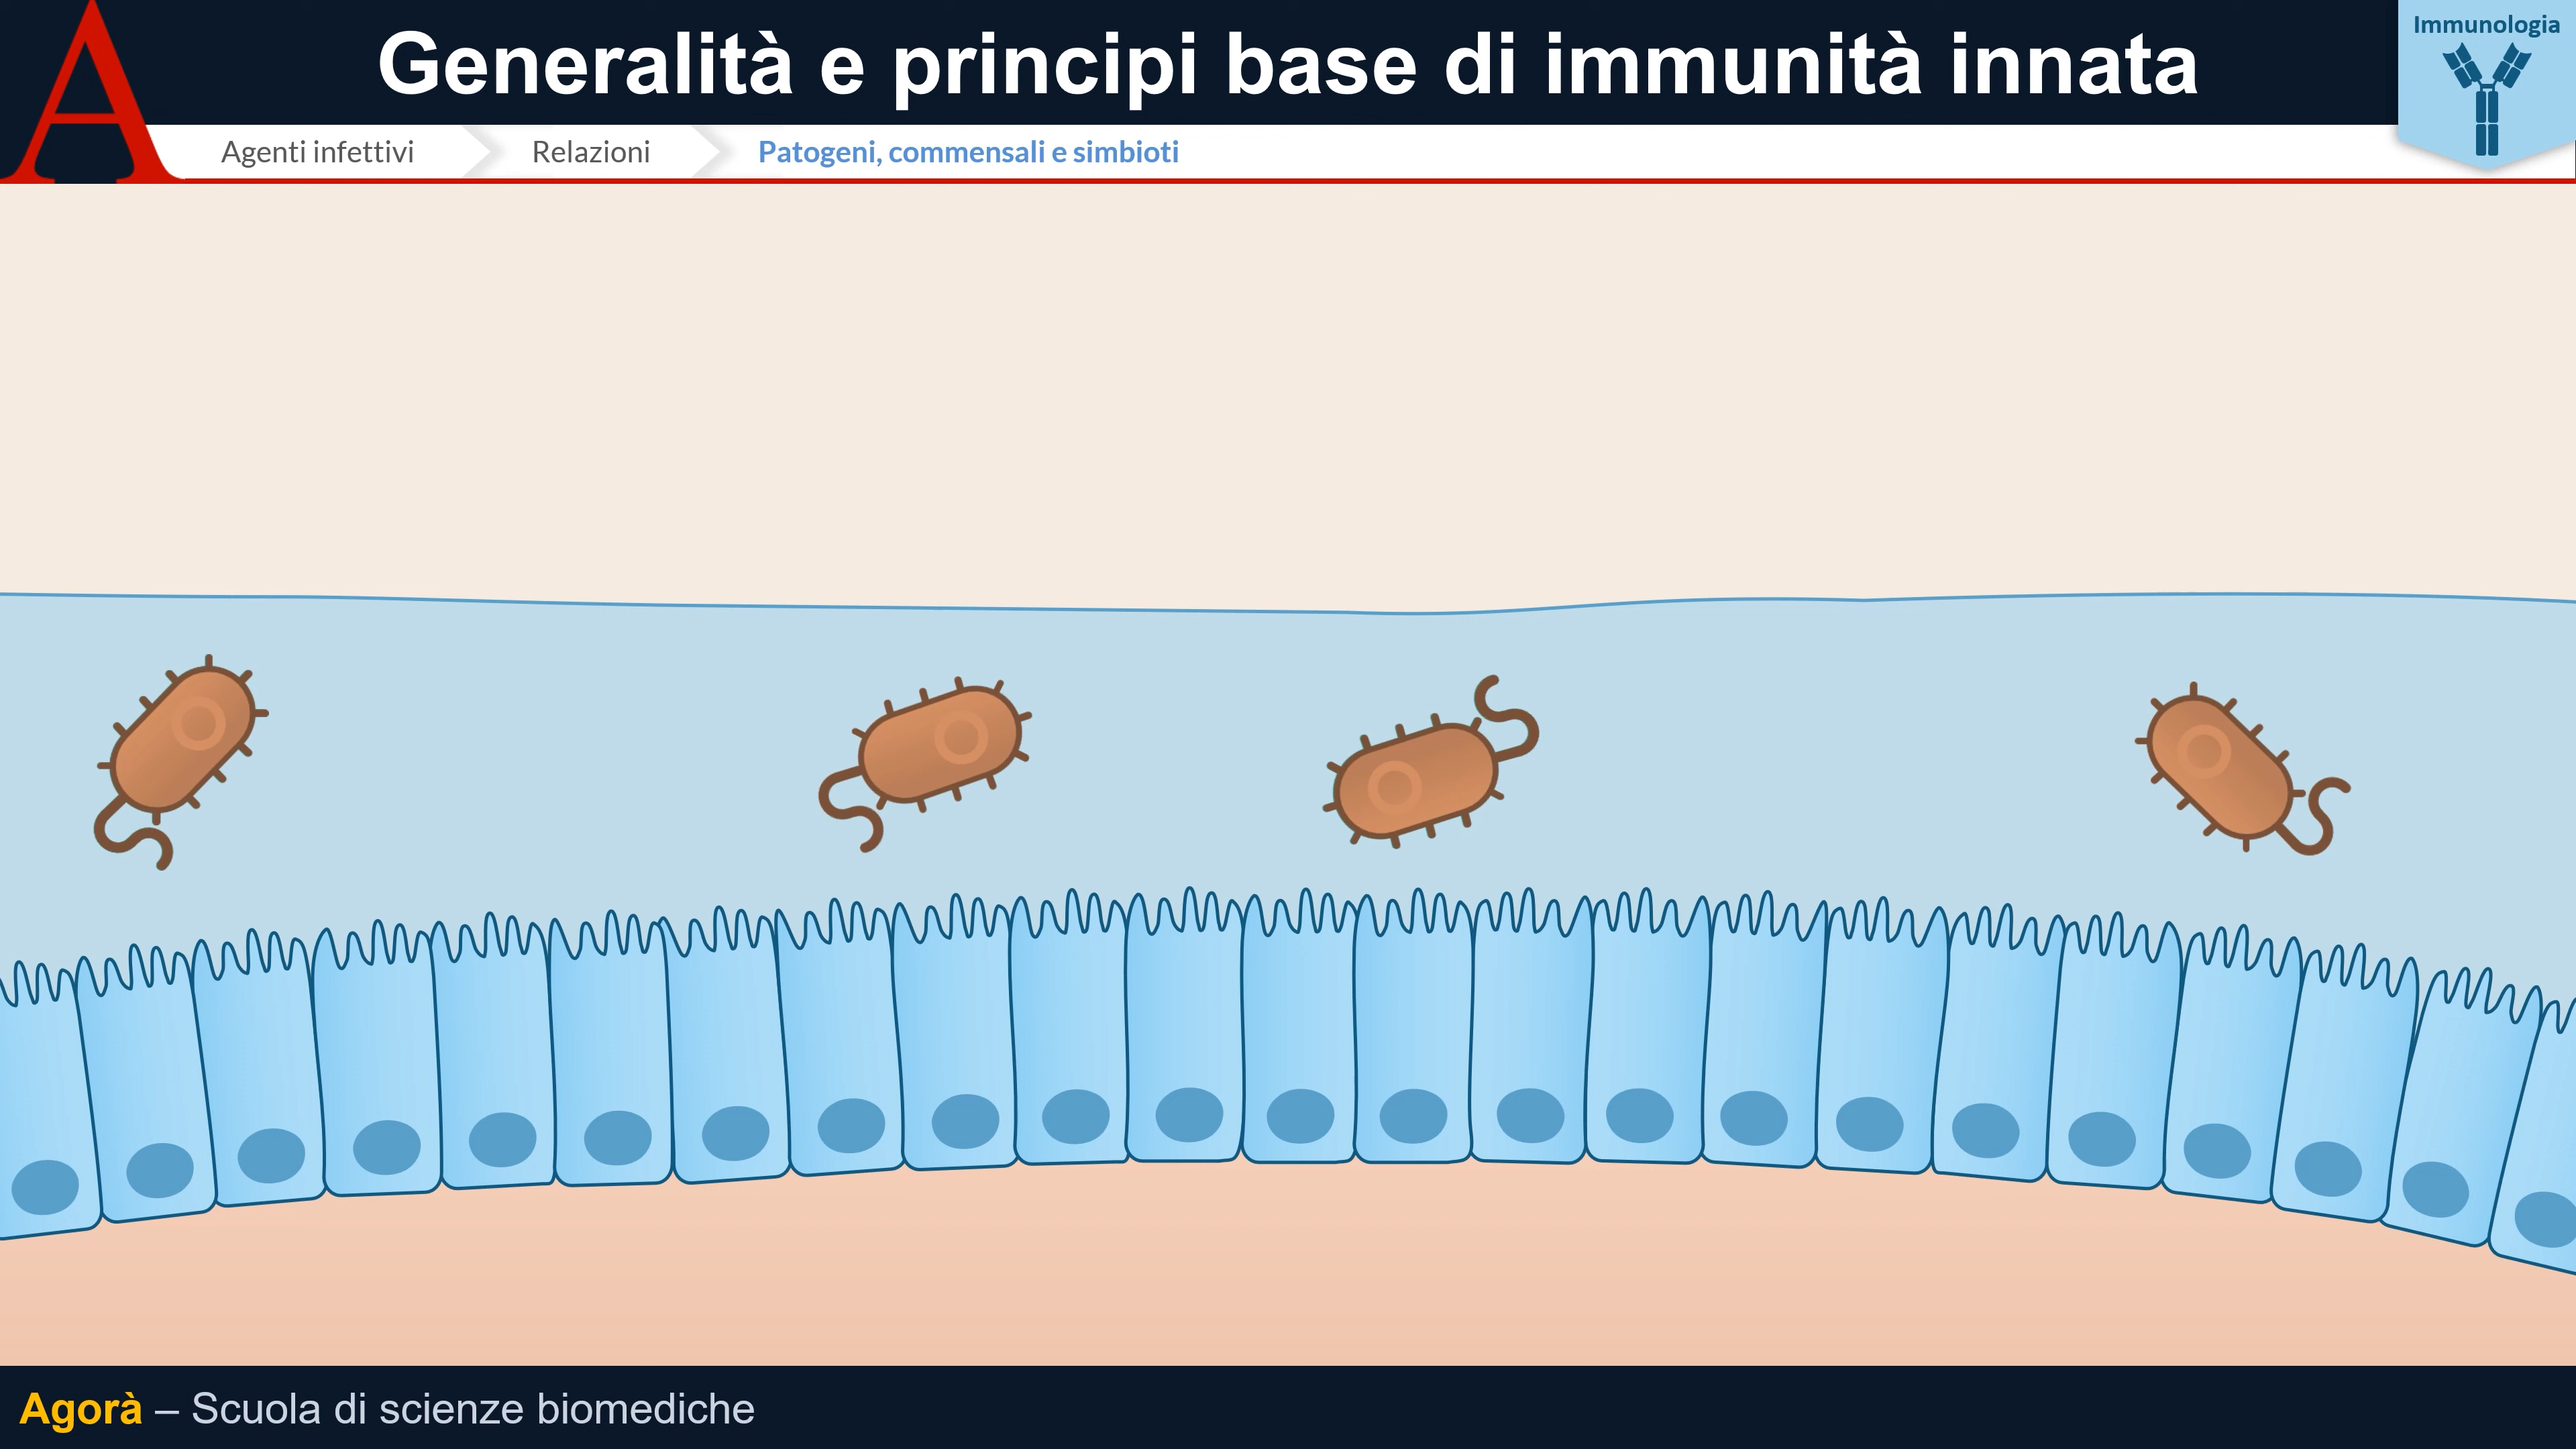 A
Generalità e principi base di immunità innata
Immunologia
Agenti infettivi
Relazioni
Patogeni, commensali e simbioti
Agorà – Scuola di scienze biomediche